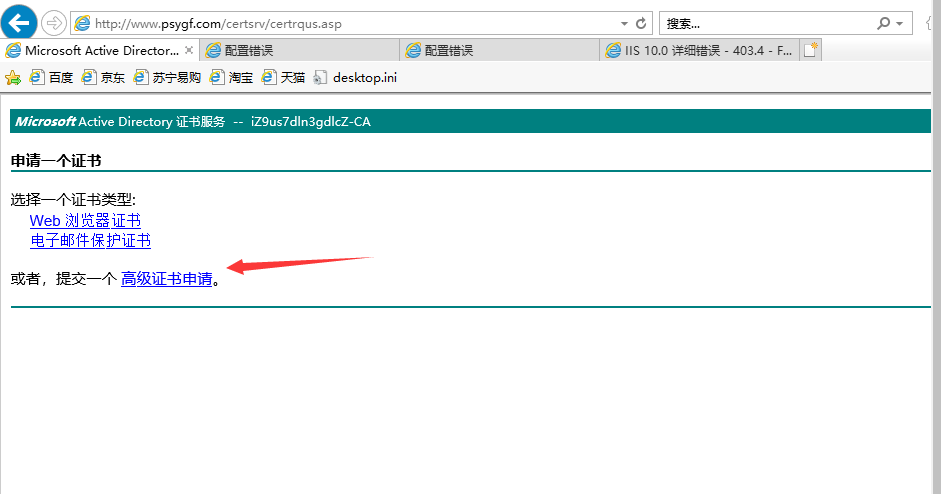 http://www.psygf.com/certsrv/certrqus.asp
搜索...
Microsoft Active Director...
配置错误
配置错误
IIS 10.0 详细错误 - 403.4 - F...
百度
京东
苏宁易购
淘宝
天猫
desktop.ini
Microsoft Active Directory 证书服务 -- iZ9us7dln3gdlcZ-CA
申请一个证书
选择一个证书类型:
Web 浏览器证书
电子邮件保护证书
或者，提交一个 高级证书申请。